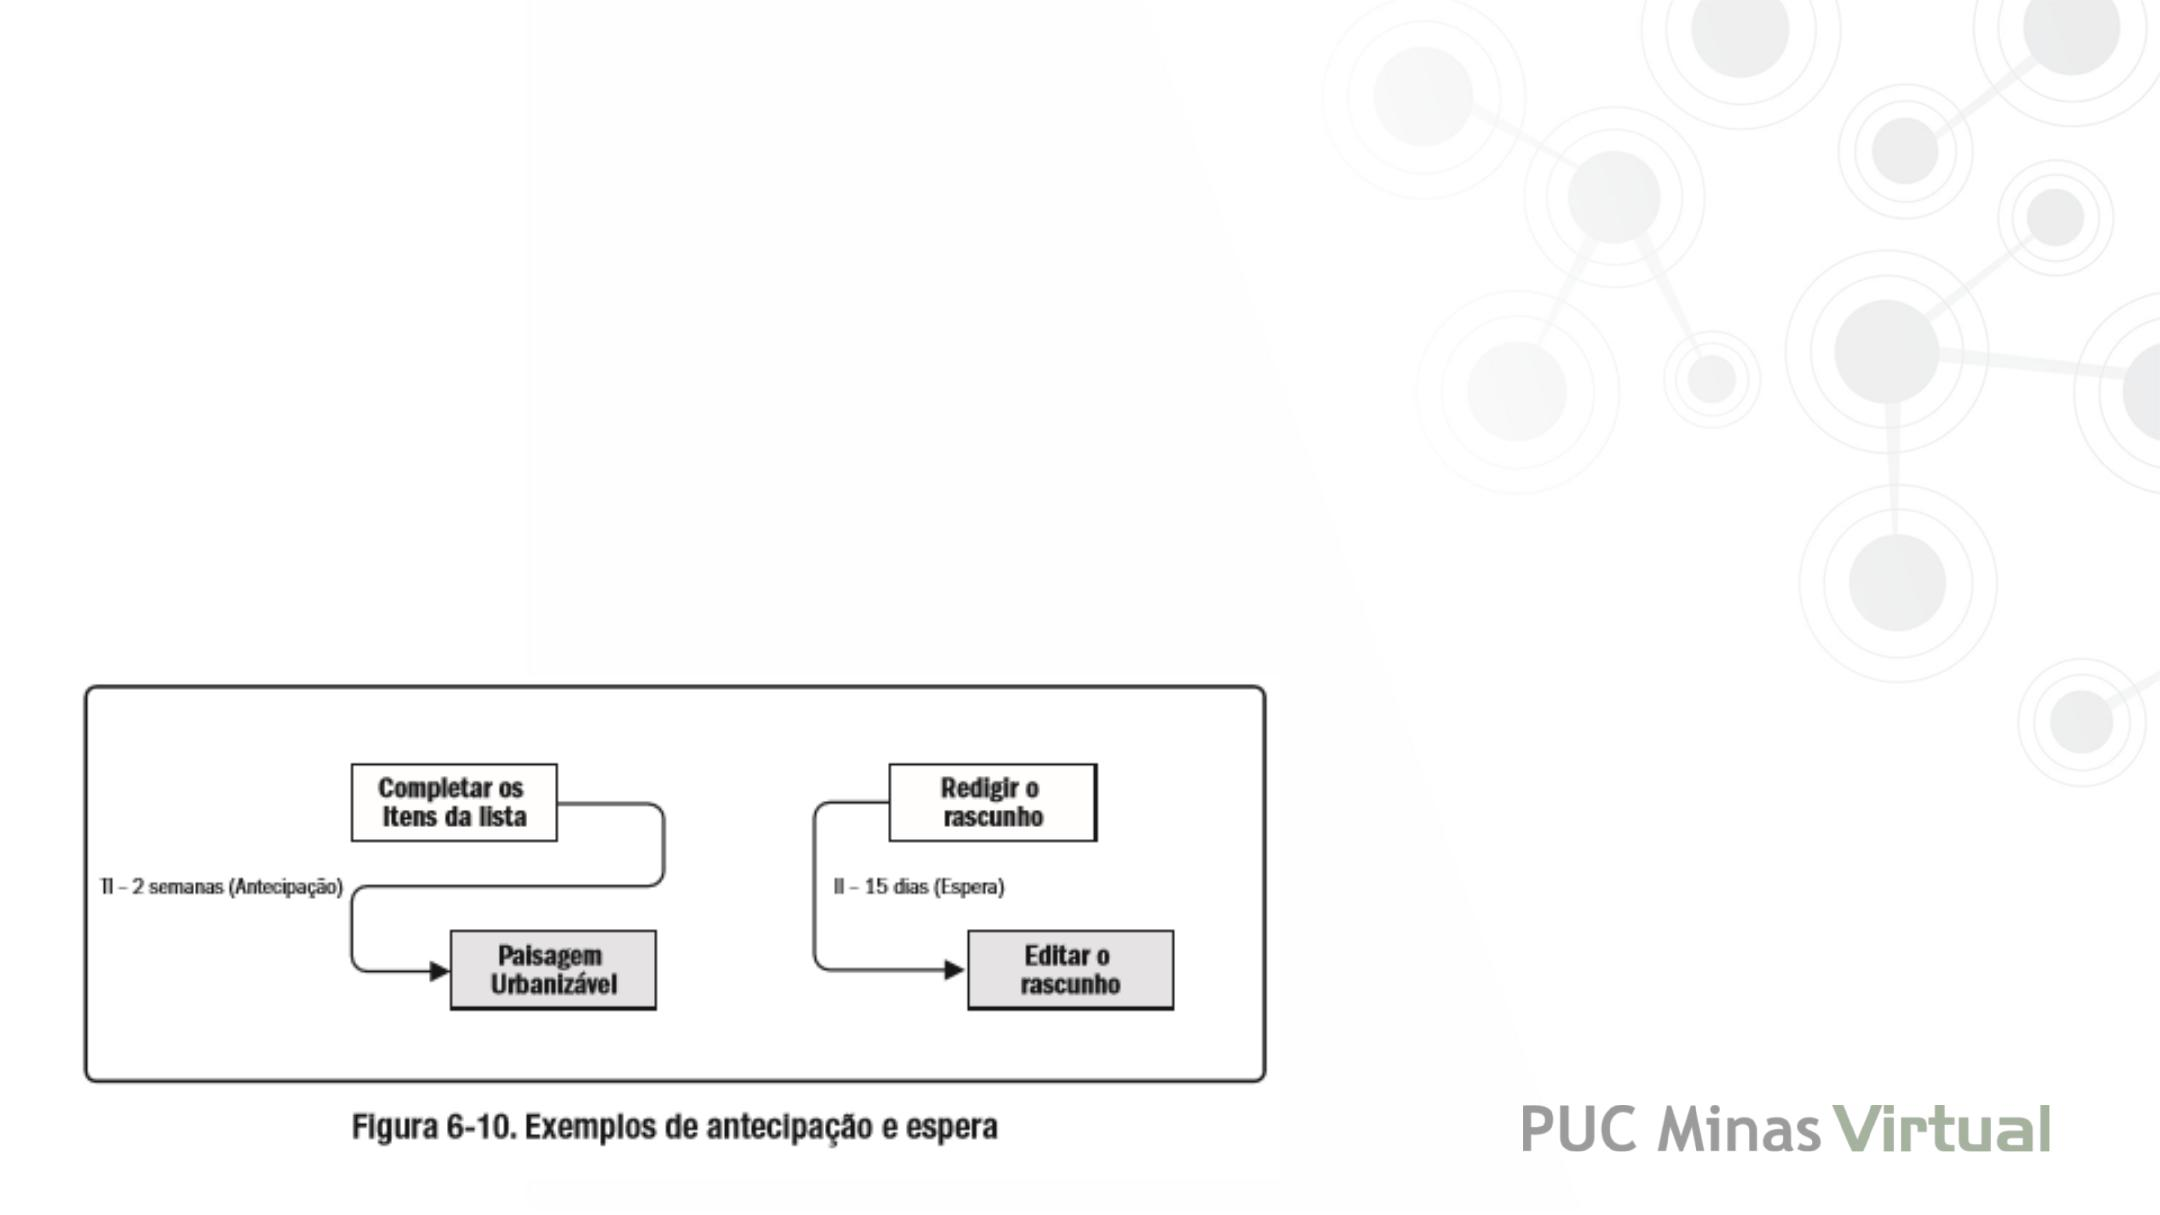 Completar os
Itens da lista
TI – 2 semanas (Antecipação)
Paisagem
Urbanizável
Redigir o
rascunho
II – 15 dias (Espera)
Editar o
rascunho
Figura 6-10. Exemplos de antecipação e espera
PUC Minas Virtual